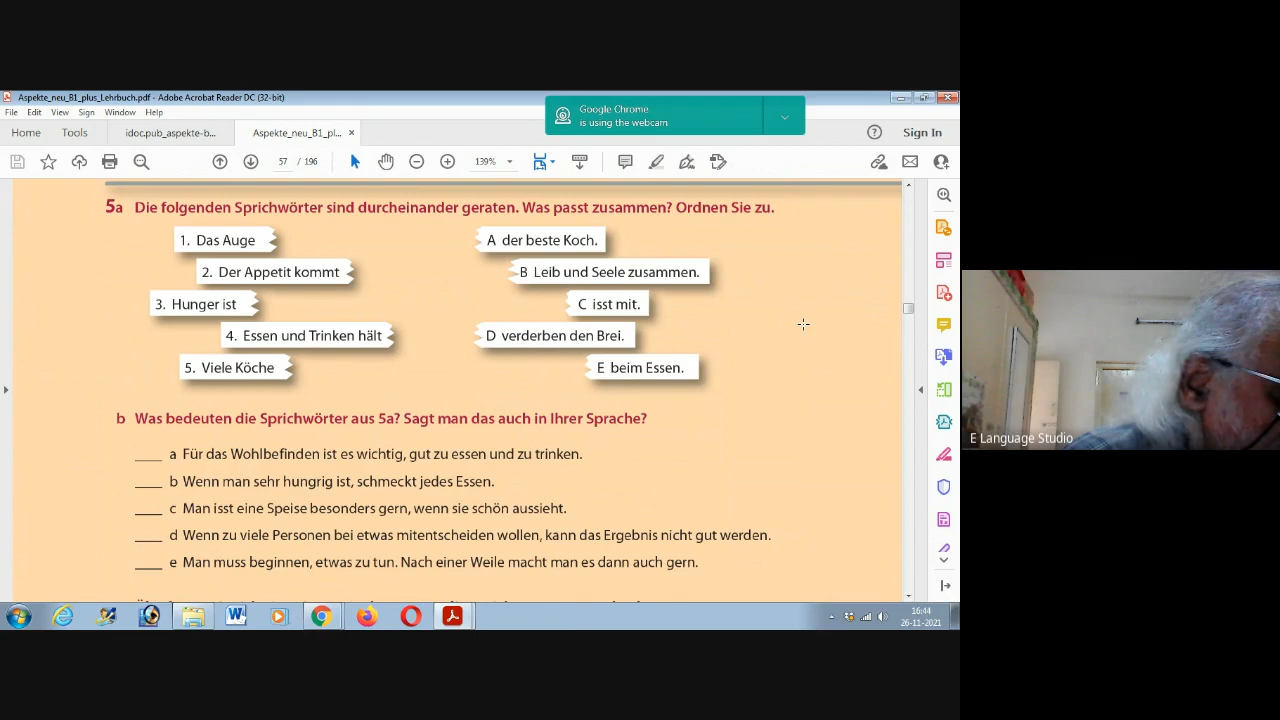 Aspekte_neu_B1_plus_Lehrbuch.pdf - Adobe Acrobat Reader DC (32-bit)
File Edit View Sign Window Help
Google Chrome
is using the webcam
Home Tools idoc.pub_aspekte-b... Aspekte_neu_B1_pl... × Sign In
57 / 196 139%
5a Die folgenden Sprichwörter sind durcheinander geraten. Was passt zusammen? Ordnen Sie zu.
1. Das Auge A der beste Koch.
2. Der Appetit kommt B Leib und Seele zusammen.
3. Hunger ist C isst mit.
4. Essen und Trinken hält D verderben den Brei.
5. Viele Köche E beim Essen.
b Was bedeuten die Sprichwörter aus 5a? Sagt man das auch in Ihrer Sprache?
____ a Für das Wohlbefinden ist es wichtig, gut zu essen und zu trinken.
____ b Wenn man sehr hungrig ist, schmeckt jedes Essen.
____ c Man isst eine Speise besonders gern, wenn sie schön aussieht.
____ d Wenn zu viele Personen bei etwas mitentscheiden wollen, kann das Ergebnis nicht gut werden.
____ e Man muss beginnen, etwas zu tun. Nach einer Weile macht man es dann auch gern.
E Language Studio
16:44
26-11-2021